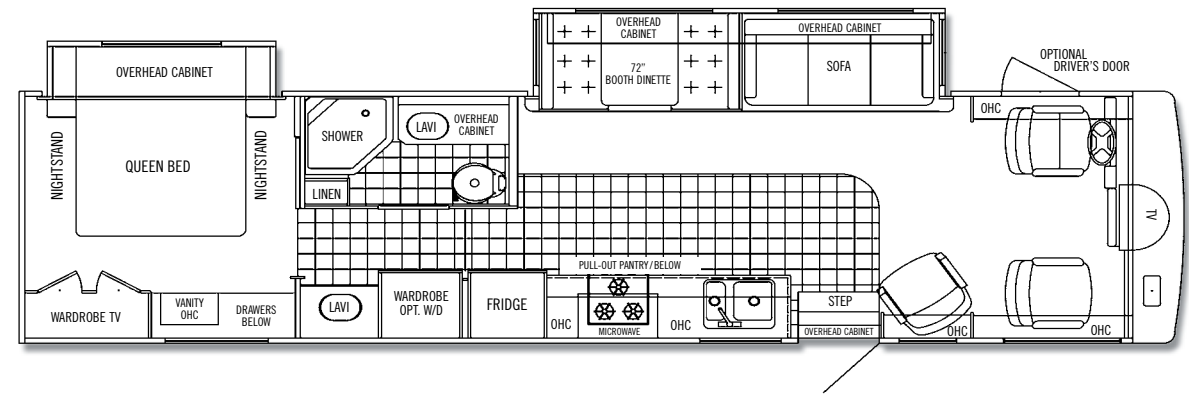 OVERHEAD
CABINET
72"
BOOTH DINETTE
OVERHEAD CABINET
SOFA
OPTIONAL
DRIVER'S DOOR
OVERHEAD CABINET
NIGHTSTAND
QUEEN BED
NIGHTSTAND
SHOWER
LAVI
OVERHEAD
CABINET
LINEN
OHC
TV
PULL-OUT PANTRY/BELOW
WARDROBE TV
VANITY
OHC
DRAWERS
BELOW
LAVI
WARDROBE
OPT. W/D
FRIDGE
OHC
MICROWAVE
OHC
STEP
OVERHEAD CABINET
OHC
OHC